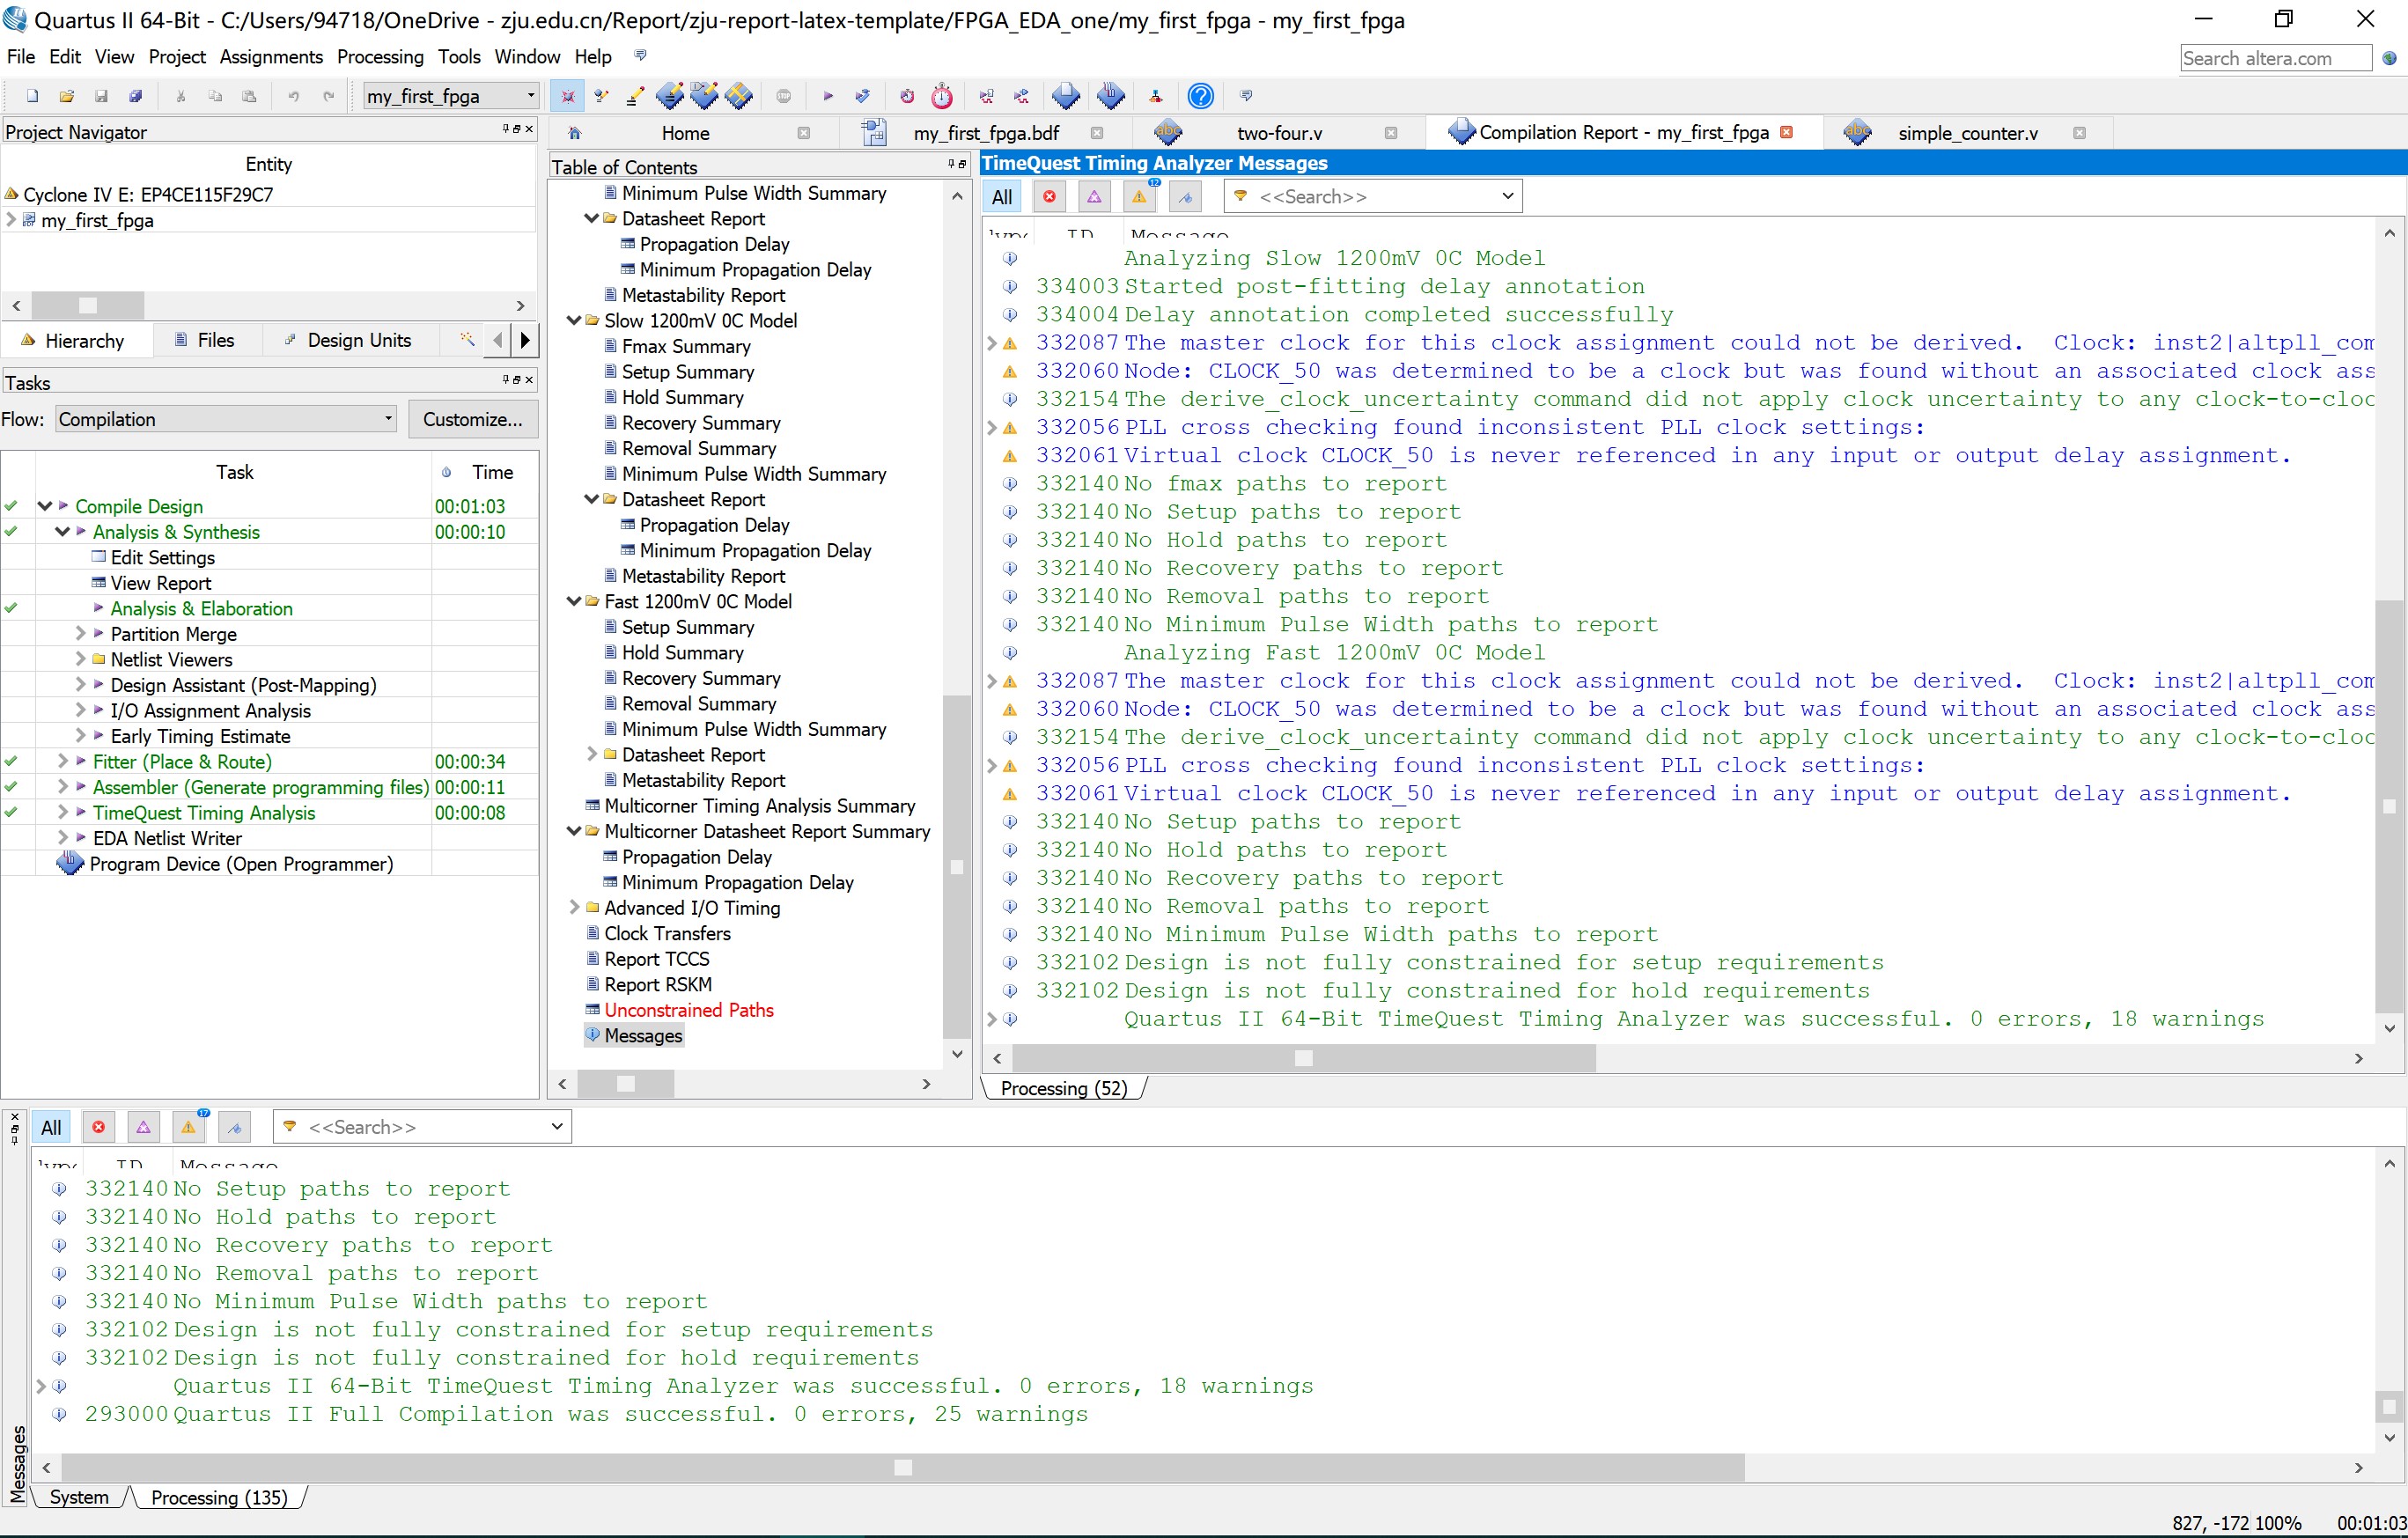 Quartus II 64-Bit - C:/Users/94718/OneDrive - zju.edu.cn/Report/zju-report-latex-template/FPGA_EDA_one/my_first_fpga - my_first_fpga
File Edit View Project Assignments Processing Tools Window Help
Search altera.com
my_first_fpga
Project Navigator
Entity
Cyclone IV E: EP4CE115F29C7
my_first_fpga
Hierarchy Files Design Units
Tasks
Flow: Compilation Customize...
Task Time
Compile Design 00:01:03
Analysis & Synthesis 00:00:10
Edit Settings
View Report
Analysis & Elaboration
Partition Merge
Netlist Viewers
Design Assistant (Post-Mapping)
I/O Assignment Analysis
Early Timing Estimate
Fitter (Place & Route) 00:00:34
Assembler (Generate programming files) 00:00:11
TimeQuest Timing Analysis 00:00:08
EDA Netlist Writer
Program Device (Open Programmer)
Home my_first_fpga.bdf two-four.v Compilation Report - my_first_fpga simple_counter.v
Table of Contents
Minimum Pulse Width Summary
Datasheet Report
Propagation Delay
Minimum Propagation Delay
Metastability Report
Slow 1200mV 0C Model
Fmax Summary
Setup Summary
Hold Summary
Recovery Summary
Removal Summary
Minimum Pulse Width Summary
Datasheet Report
Propagation Delay
Minimum Propagation Delay
Metastability Report
Fast 1200mV 0C Model
Setup Summary
Hold Summary
Recovery Summary
Removal Summary
Minimum Pulse Width Summary
Datasheet Report
Metastability Report
Multicorner Timing Analysis Summary
Multicorner Datasheet Report Summary
Propagation Delay
Minimum Propagation Delay
Advanced I/O Timing
Clock Transfers
Report TCCS
Report RSKM
Unconstrained Paths
Messages
TimeQuest Timing Analyzer Messages
All 12 <<Search>>
Type ID Message
Analyzing Slow 1200mV 0C Model
334003 Started post-fitting delay annotation
334004 Delay annotation completed successfully
332087 The master clock for this clock assignment could not be derived.  Clock: inst2|altpll_com
332060 Node: CLOCK_50 was determined to be a clock but was found without an associated clock ass
332154 The derive_clock_uncertainty command did not apply clock uncertainty to any clock-to-cloc
332056 PLL cross checking found inconsistent PLL clock settings:
332061 Virtual clock CLOCK_50 is never referenced in any input or output delay assignment.
332140 No fmax paths to report
332140 No Setup paths to report
332140 No Hold paths to report
332140 No Recovery paths to report
332140 No Removal paths to report
332140 No Minimum Pulse Width paths to report
Analyzing Fast 1200mV 0C Model
332087 The master clock for this clock assignment could not be derived.  Clock: inst2|altpll_com
332060 Node: CLOCK_50 was determined to be a clock but was found without an associated clock ass
332154 The derive_clock_uncertainty command did not apply clock uncertainty to any clock-to-cloc
332056 PLL cross checking found inconsistent PLL clock settings:
332061 Virtual clock CLOCK_50 is never referenced in any input or output delay assignment.
332140 No Setup paths to report
332140 No Hold paths to report
332140 No Recovery paths to report
332140 No Removal paths to report
332140 No Minimum Pulse Width paths to report
332102 Design is not fully constrained for setup requirements
332102 Design is not fully constrained for hold requirements
Quartus II 64-Bit TimeQuest Timing Analyzer was successful. 0 errors, 18 warnings
Processing (52)
All 17 <<Search>>
Type ID Message
332140 No Setup paths to report
332140 No Hold paths to report
332140 No Recovery paths to report
332140 No Removal paths to report
332140 No Minimum Pulse Width paths to report
332102 Design is not fully constrained for setup requirements
332102 Design is not fully constrained for hold requirements
Quartus II 64-Bit TimeQuest Timing Analyzer was successful. 0 errors, 18 warnings
293000 Quartus II Full Compilation was successful. 0 errors, 25 warnings
Messages
System Processing (135)
827, -172 100% 00:01:03